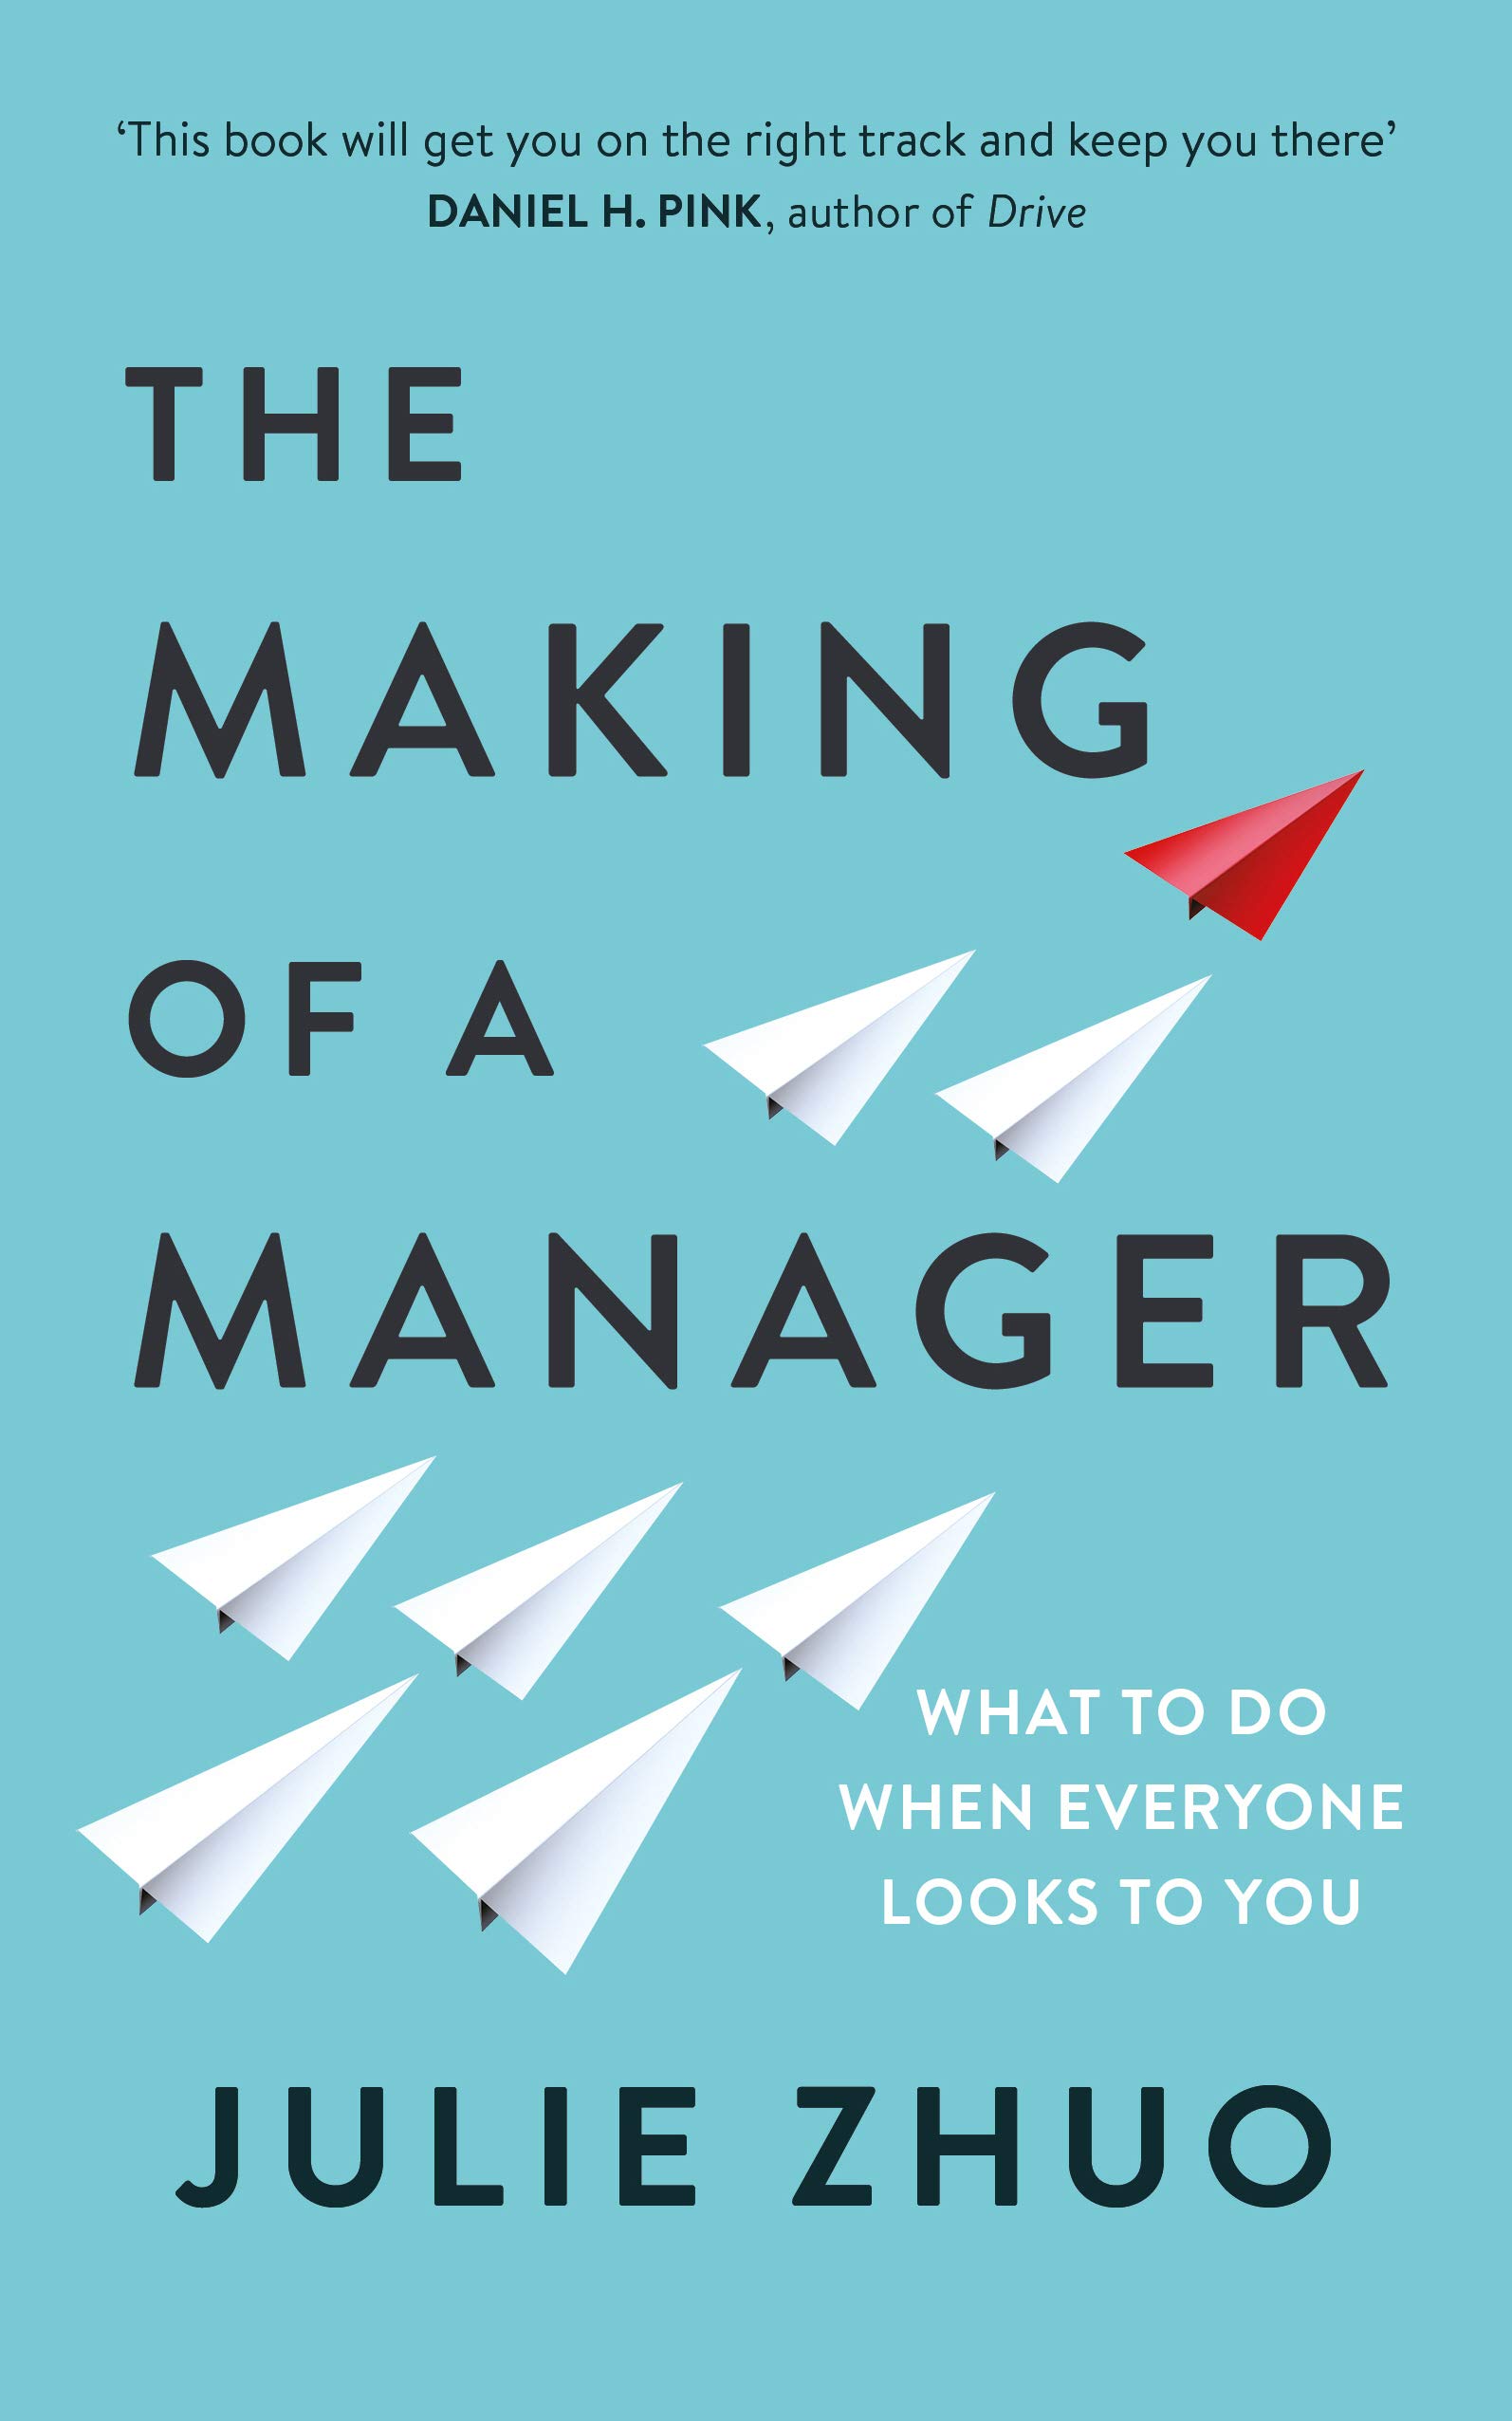 ‘This book will get you on the right track and keep you there’
DANIEL H. PINK, author of Drive
THE
MAKING
OF A
MANAGER
WHAT TO DO
WHEN EVERYONE
LOOKS TO YOU
JULIE ZHUO